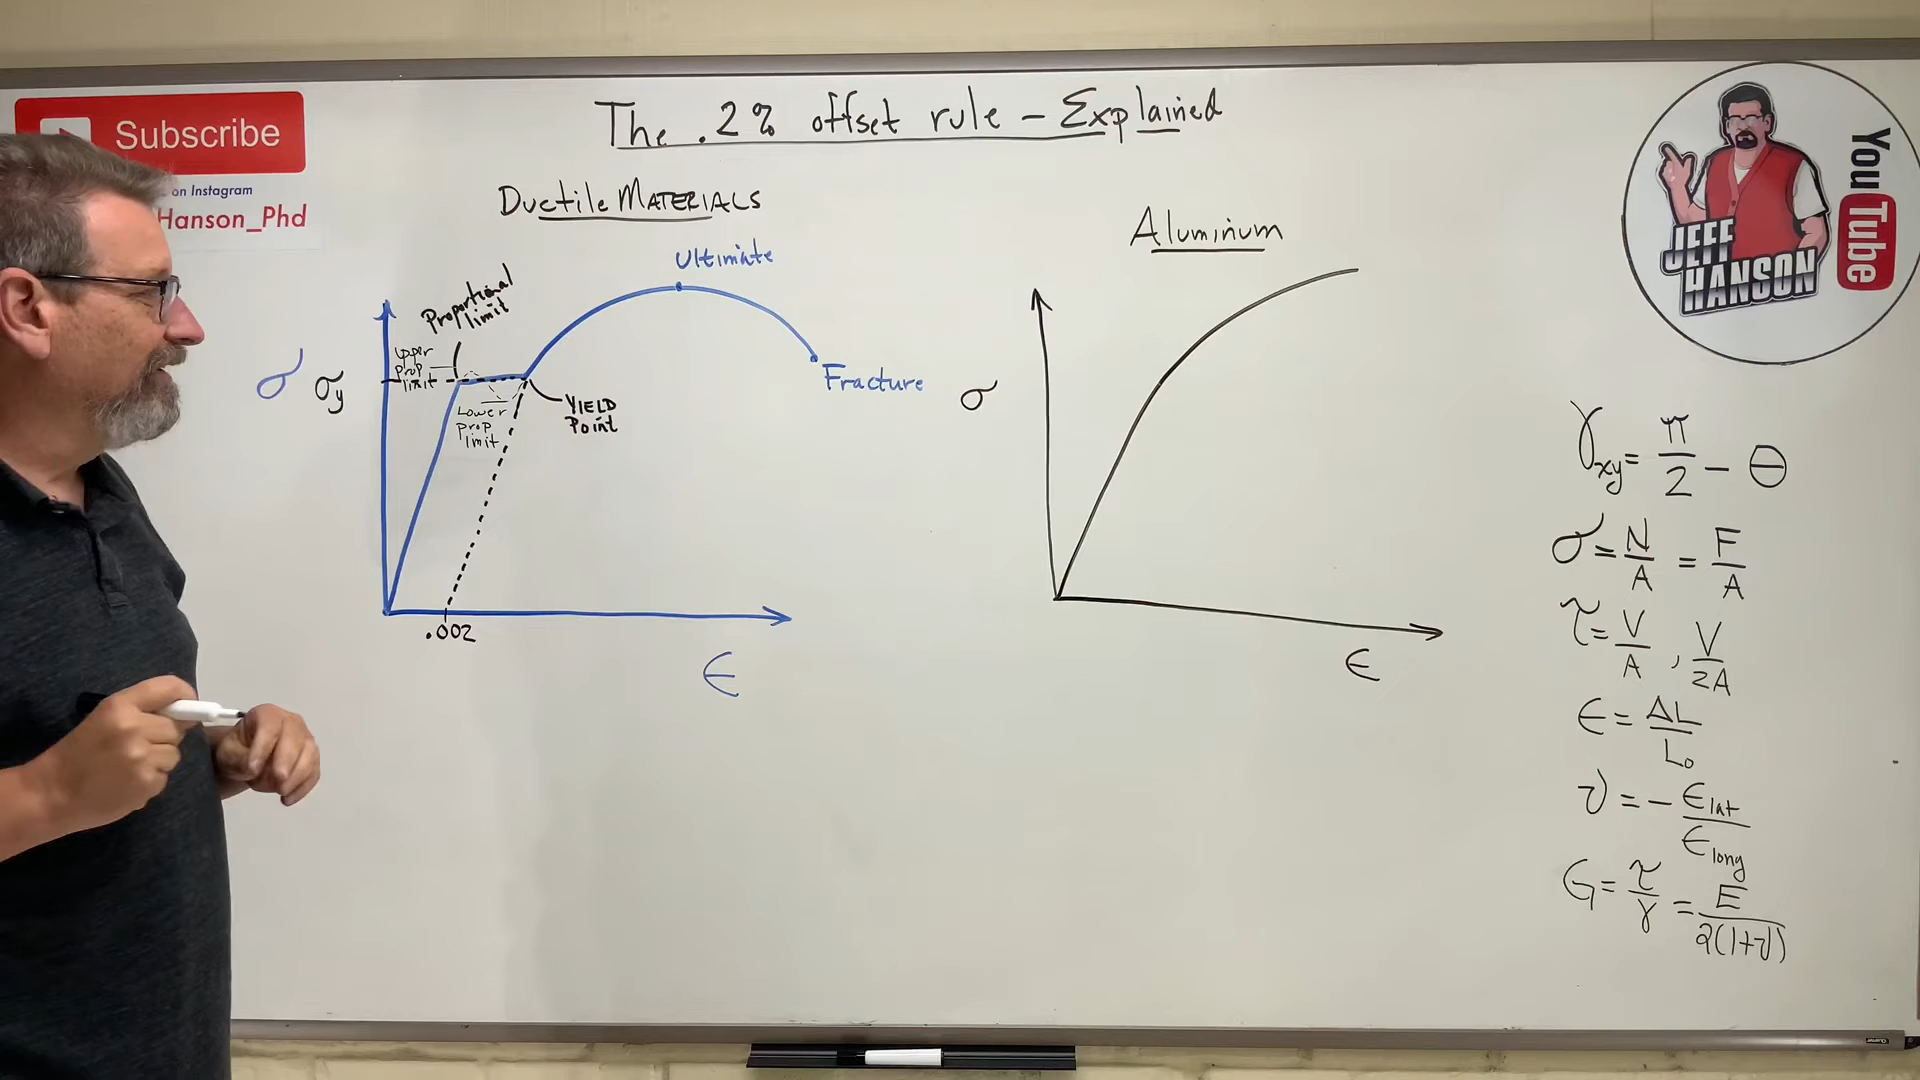 The .2% offset rule - Explained
Subscribe
on Instagram
Hanson_Phd
Ductile MATERIALS
Ultimate
Proportional
limit
Upper
prop
limit
σ
σy
Lower
prop
limit
YIELD
Point
Fracture
.002
ϵ
Aluminum
σ
ϵ
YouTube
JEFF
HANSON
γxy = π/2 - θ
σ = N/A = F/A
τ = V/A , V/2A
ϵ = ΔL/L₀
ν = - ϵlat/ϵlong
G = τ/γ = E/2(1+ν)